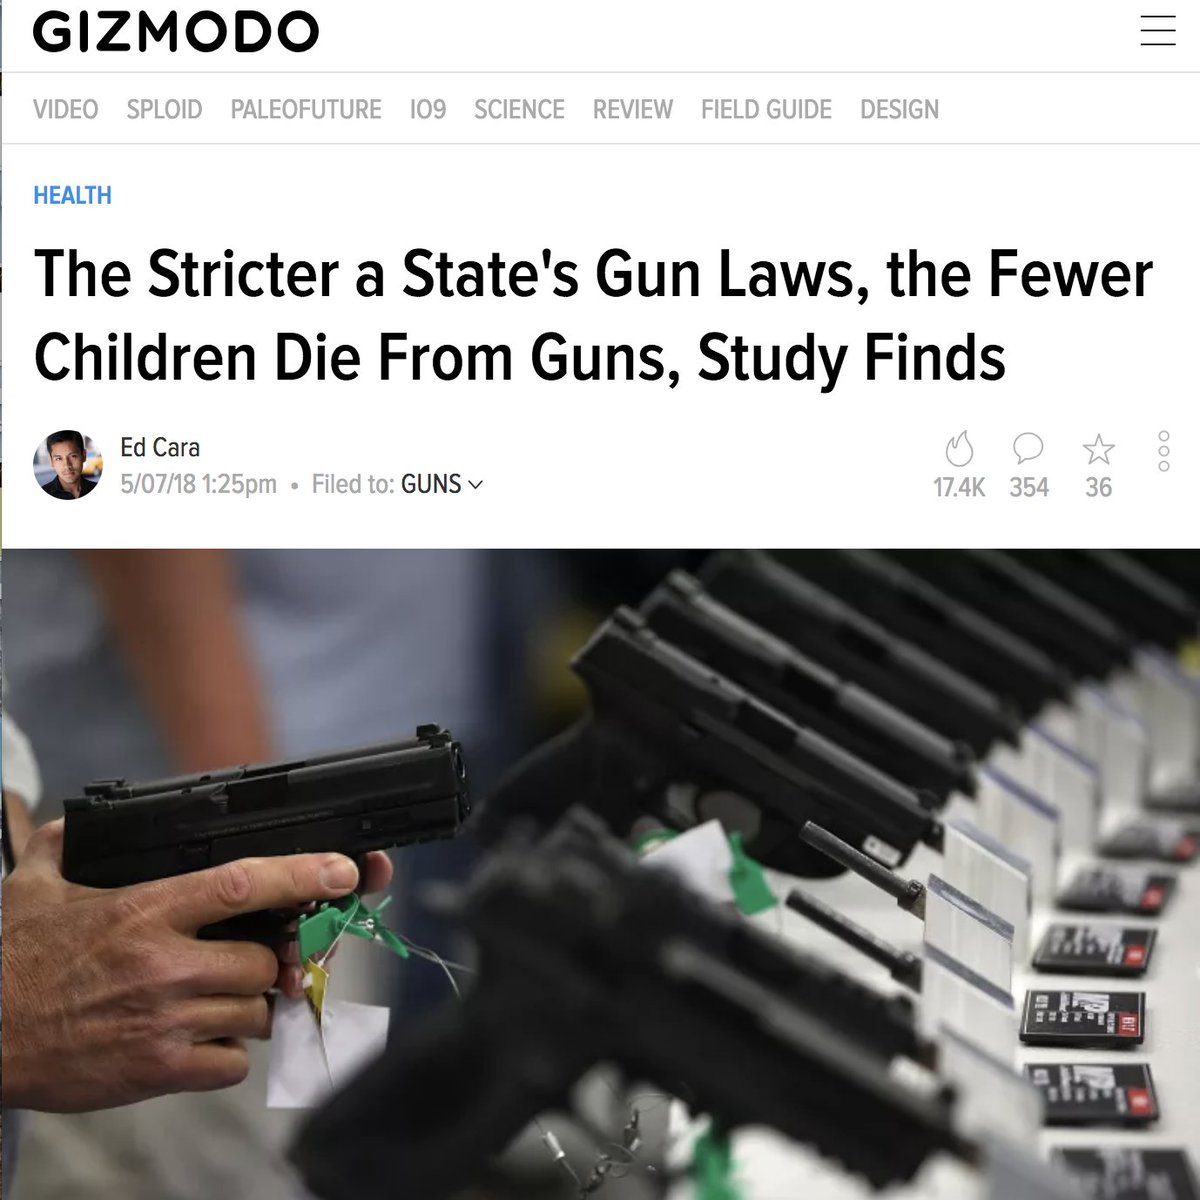 GIZMODO
VIDEO SPLOID PALEOFUTURE IO9 SCIENCE REVIEW FIELD GUIDE DESIGN
HEALTH
The Stricter a State's Gun Laws, the Fewer
Children Die From Guns, Study Finds
Ed Cara
5/07/18 1:25pm • Filed to: GUNS
17.4K 354 36